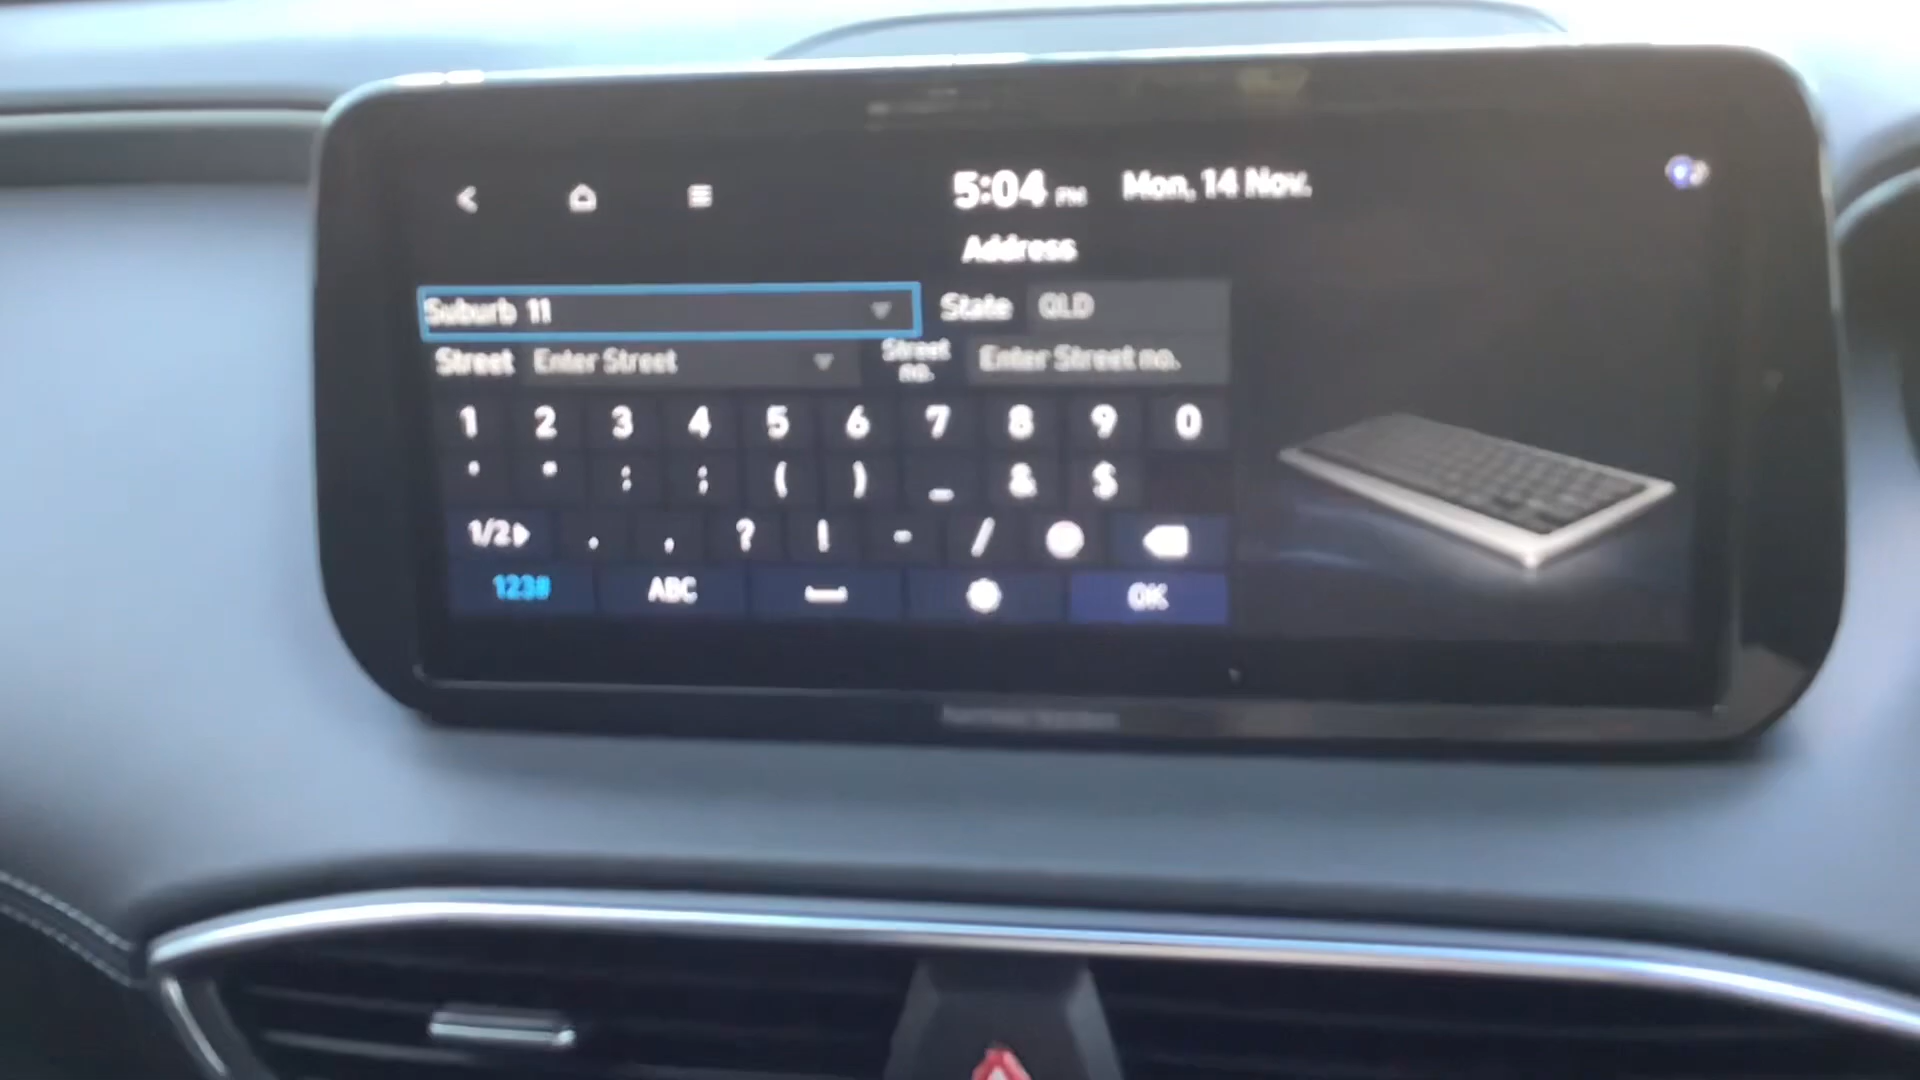 5:04 PM Mon, 14 Nov.
Address
Suburb 11 State QLD
Street Enter Street Street no. Enter Street no.
1 2 3 4 5 6 7 8 9 0
' " : ; ( ) _ & $
1/2 . , ? ! - /
123# ABC OK